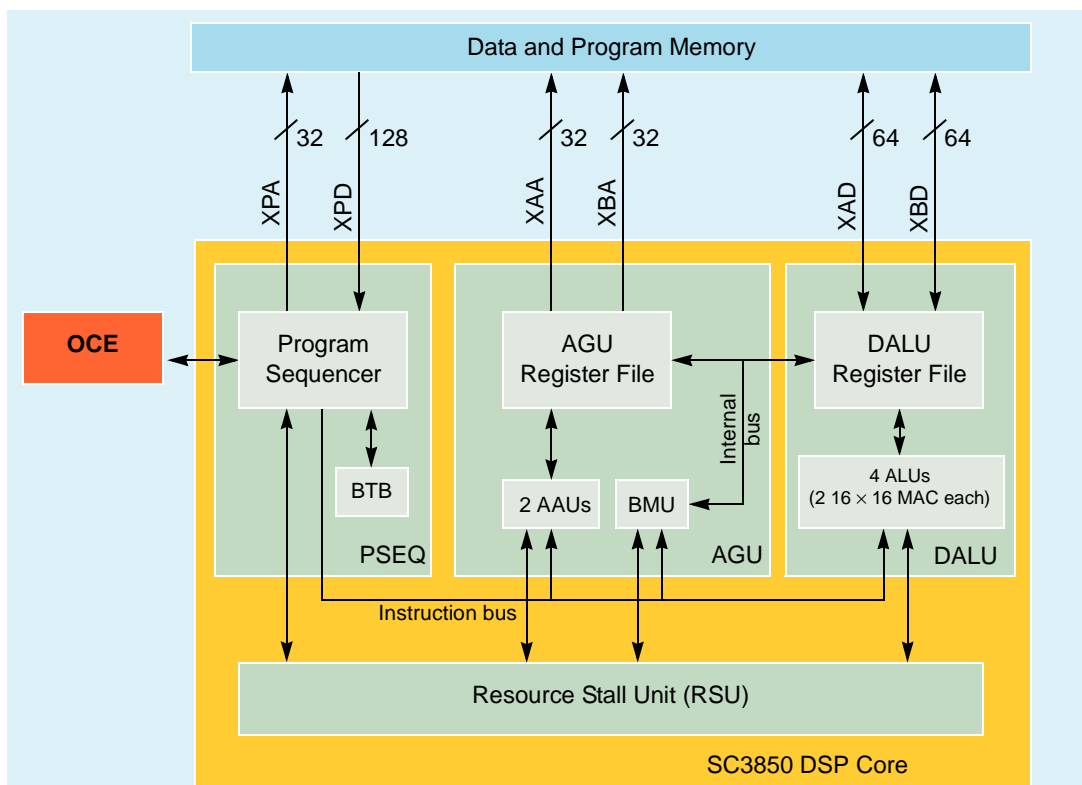 Data and Program Memory
32
128
32
32
64
64
XPA
XPD
XAA
XBA
XAD
XBD
OCE
Program
Sequencer
AGU
Register File
DALU
Register File
Internal
bus
BTB
2 AAUs
BMU
4 ALUs
(2 16 × 16 MAC each)
PSEQ
AGU
DALU
Instruction bus
Resource Stall Unit (RSU)
SC3850 DSP Core